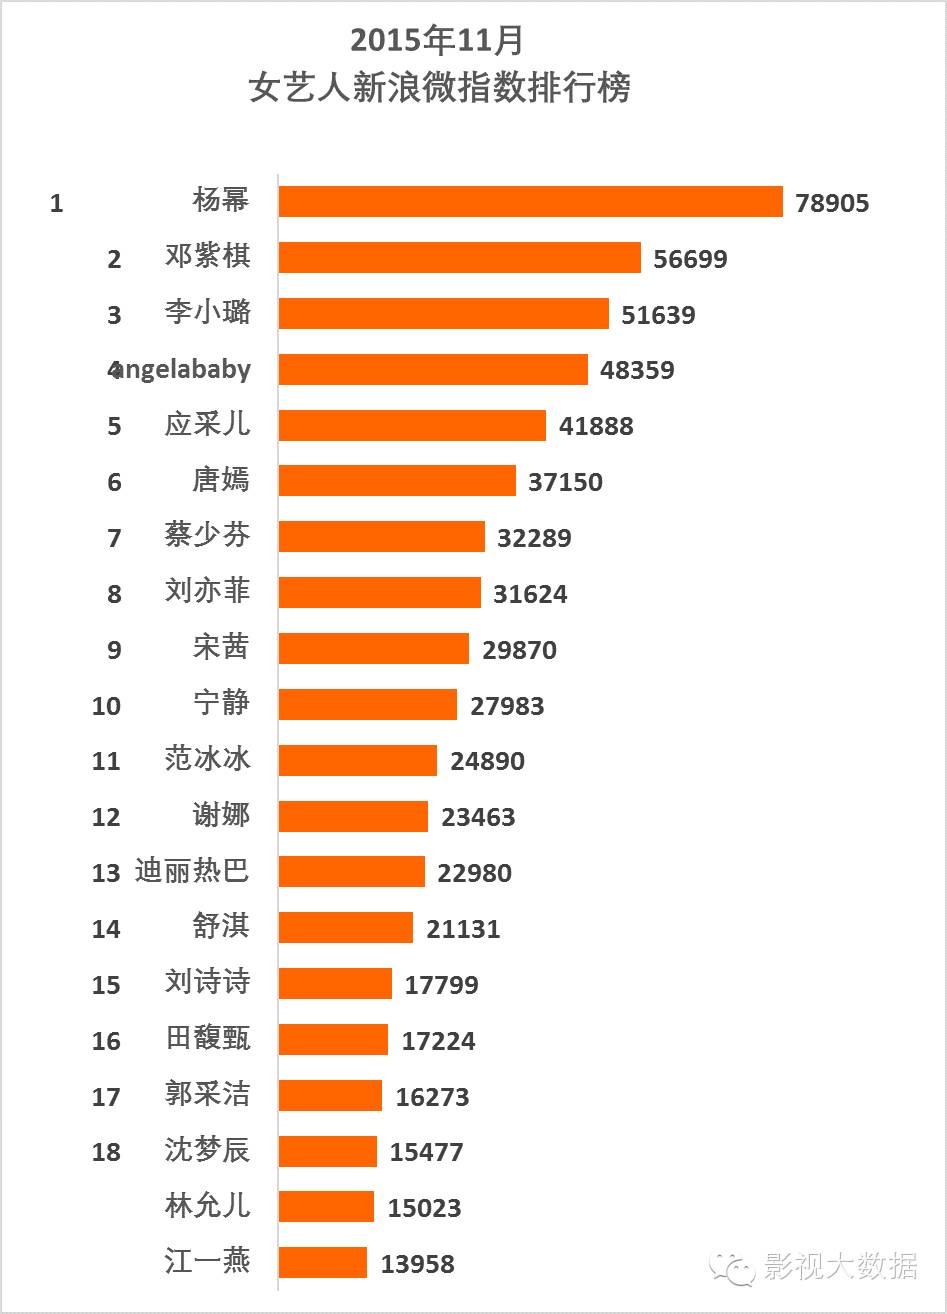 2015年11月
女艺人新浪微指数排行榜
1 杨幂 78905
2 邓紫棋 56699
3 李小璐 51639
4 angelababy 48359
5 应采儿 41888
6 唐嫣 37150
7 蔡少芬 32289
8 刘亦菲 31624
9 宋茜 29870
10 宁静 27983
11 范冰冰 24890
12 谢娜 23463
13 迪丽热巴 22980
14 舒淇 21131
15 刘诗诗 17799
16 田馥甄 17224
17 郭采洁 16273
18 沈梦辰 15477
林允儿 15023
江一燕 13958
影视大数据